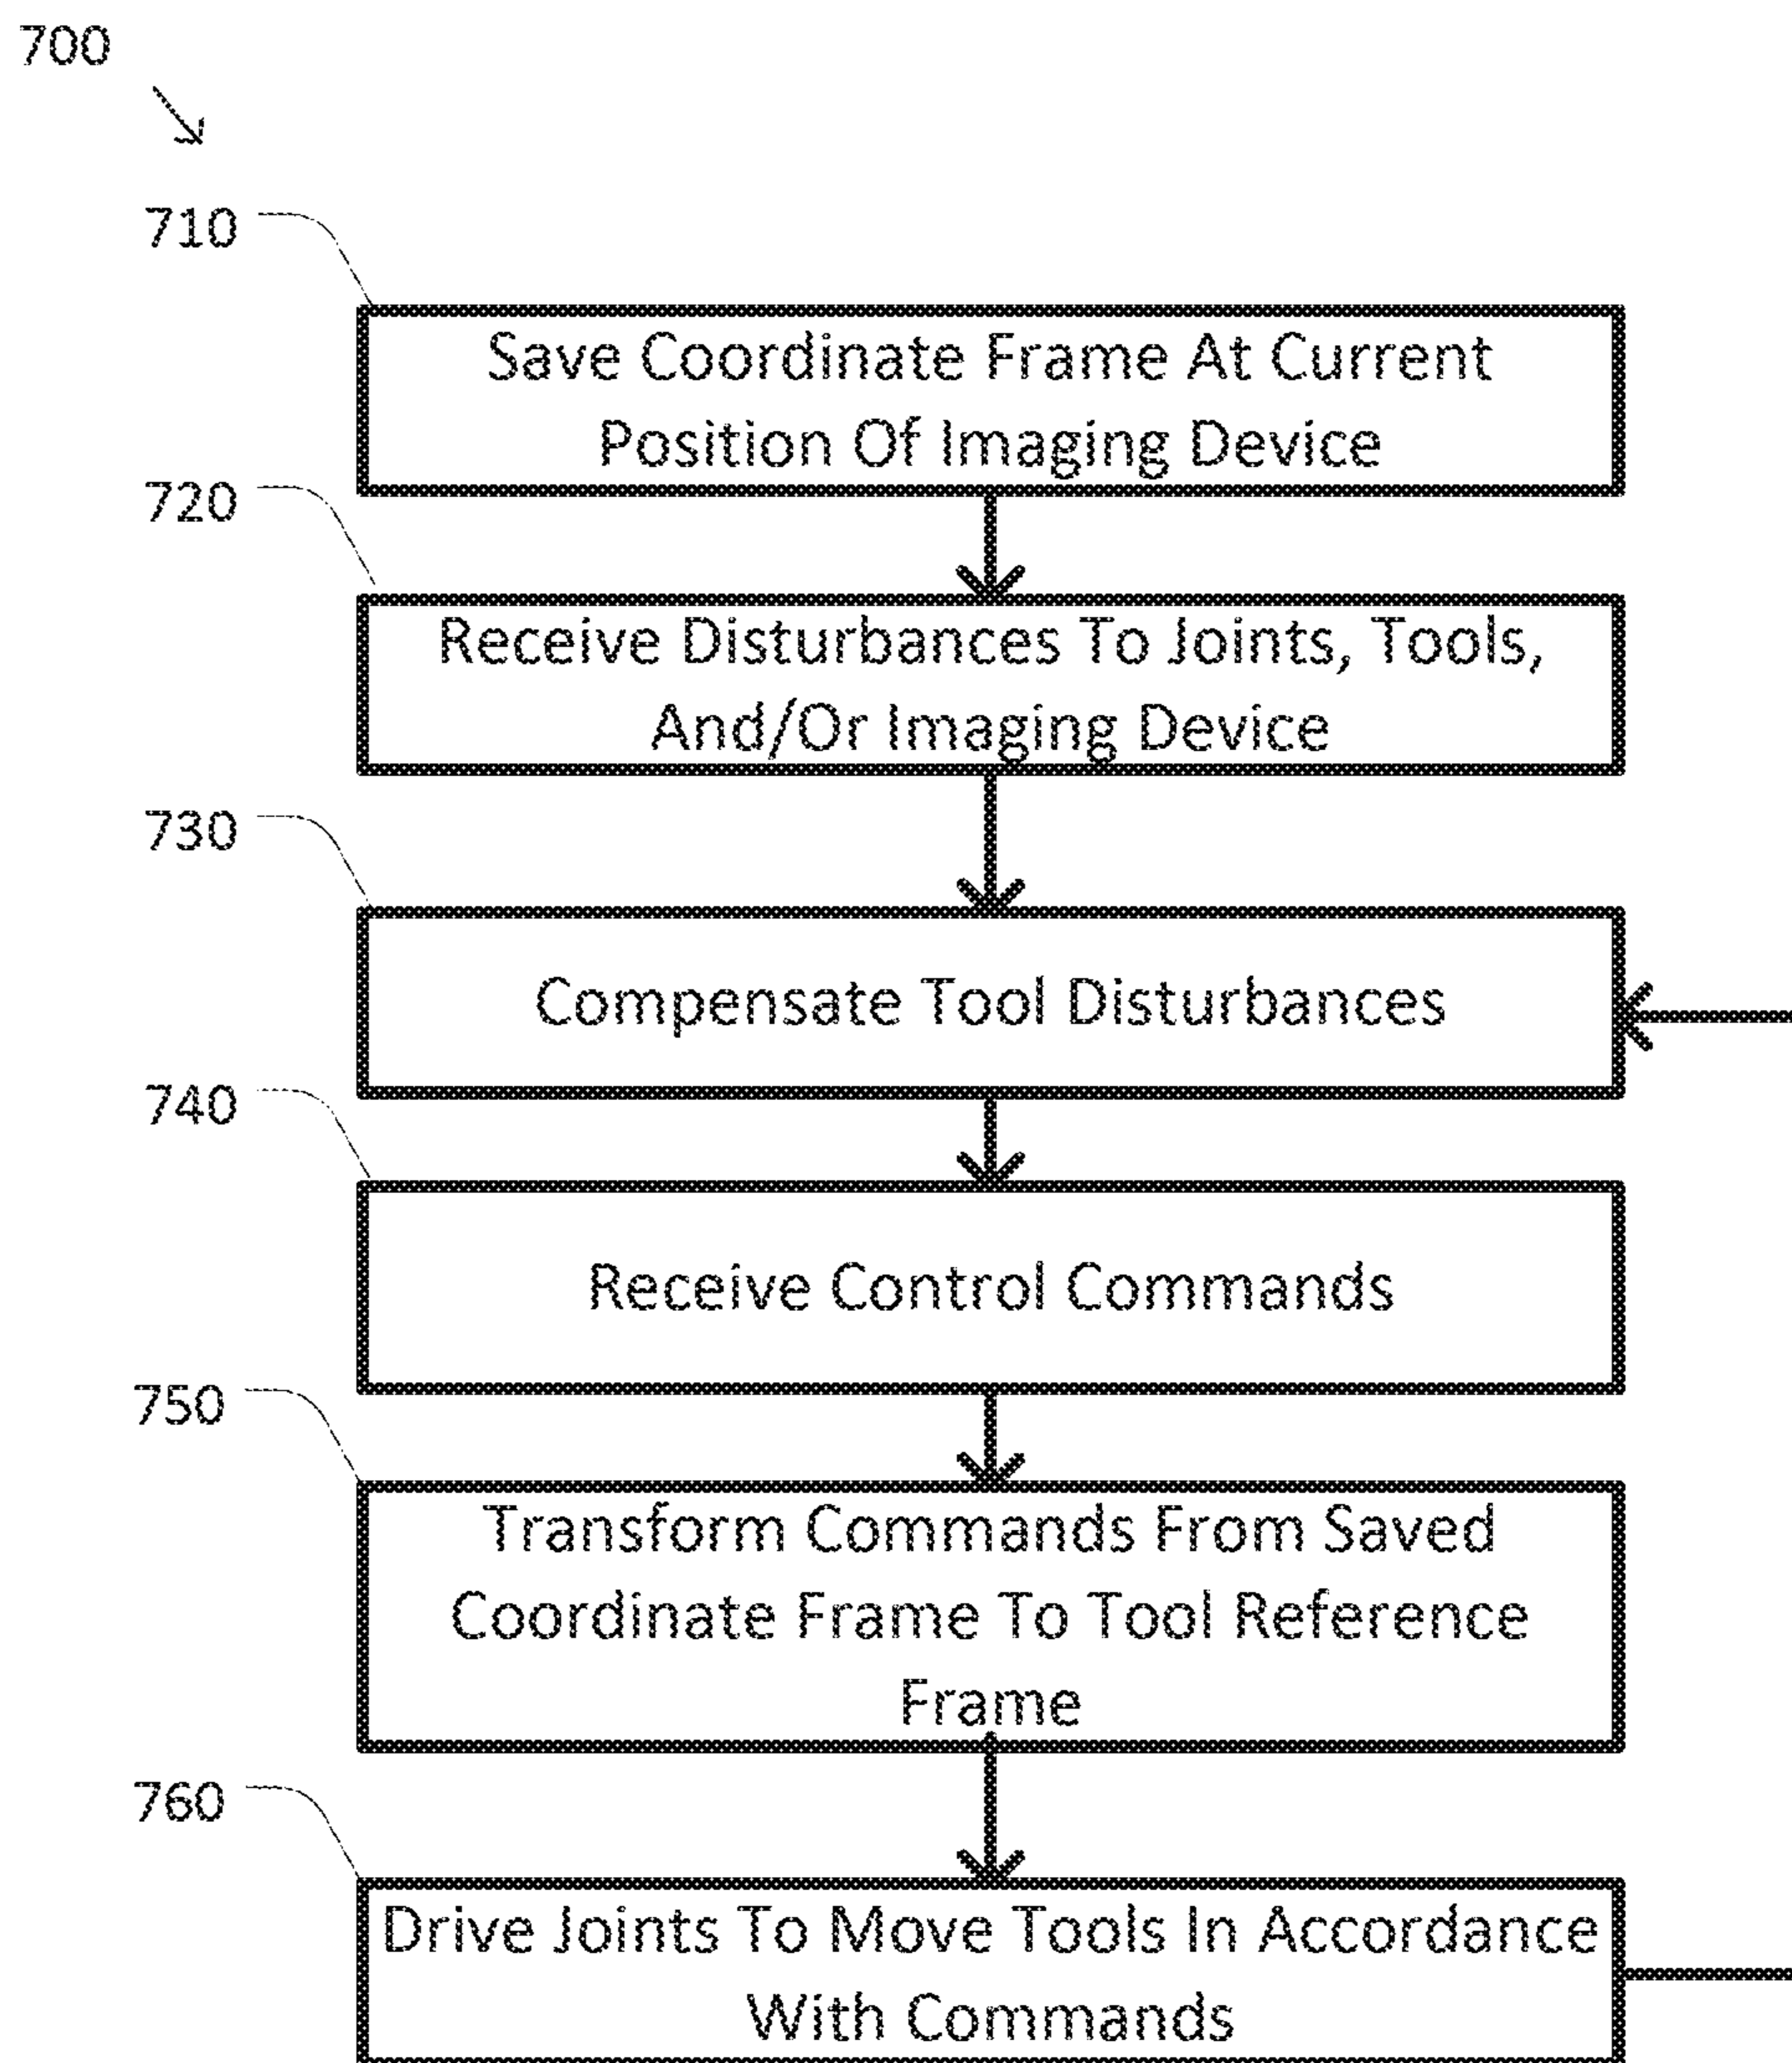 700
710
Save Coordinate Frame At Current
Position Of Imaging Device
720
Receive Disturbances To Joints, Tools,
And/Or Imaging Device
730
Compensate Tool Disturbances
740
Receive Control Commands
750
Transform Commands From Saved
Coordinate Frame To Tool Reference
Frame
760
Drive Joints To Move Tools In Accordance
With Commands